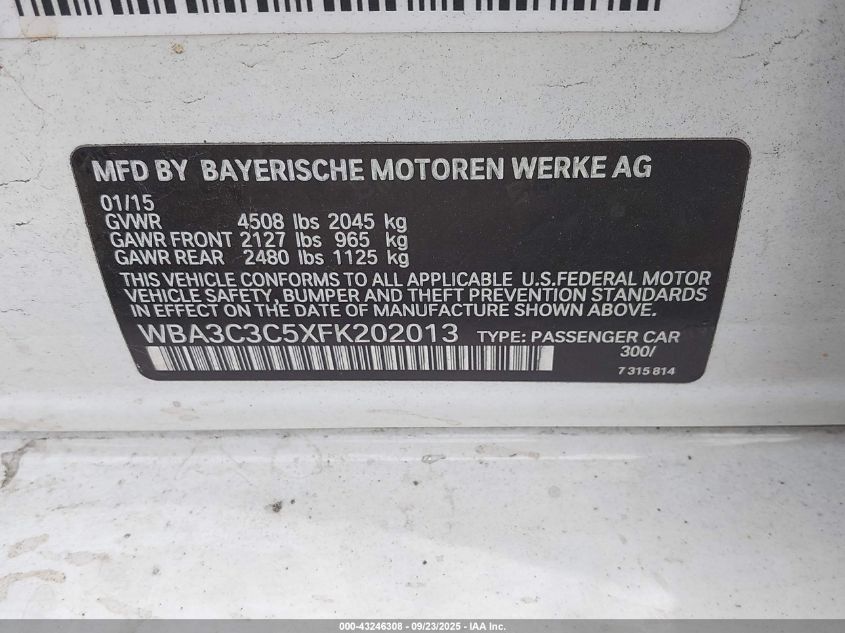 MFD BY BAYERISCHE MOTOREN WERKE AG
01/15
GVWR 4508 lbs 2045 kg
GAWR FRONT 2127 lbs 965 kg
GAWR REAR 2480 lbs 1125 kg
THIS VEHICLE CONFORMS TO ALL APPLICABLE U.S.FEDERAL MOTOR
VEHICLE SAFETY, BUMPER AND THEFT PREVENTION STANDARDS
IN EFFECT ON THE DATE OF MANUFACTURE SHOWN ABOVE.
WBA3C3C5XFK202013 TYPE: PASSENGER CAR
300/
7 315 814
000-43246308 - 09/23/2025 - IAA Inc.